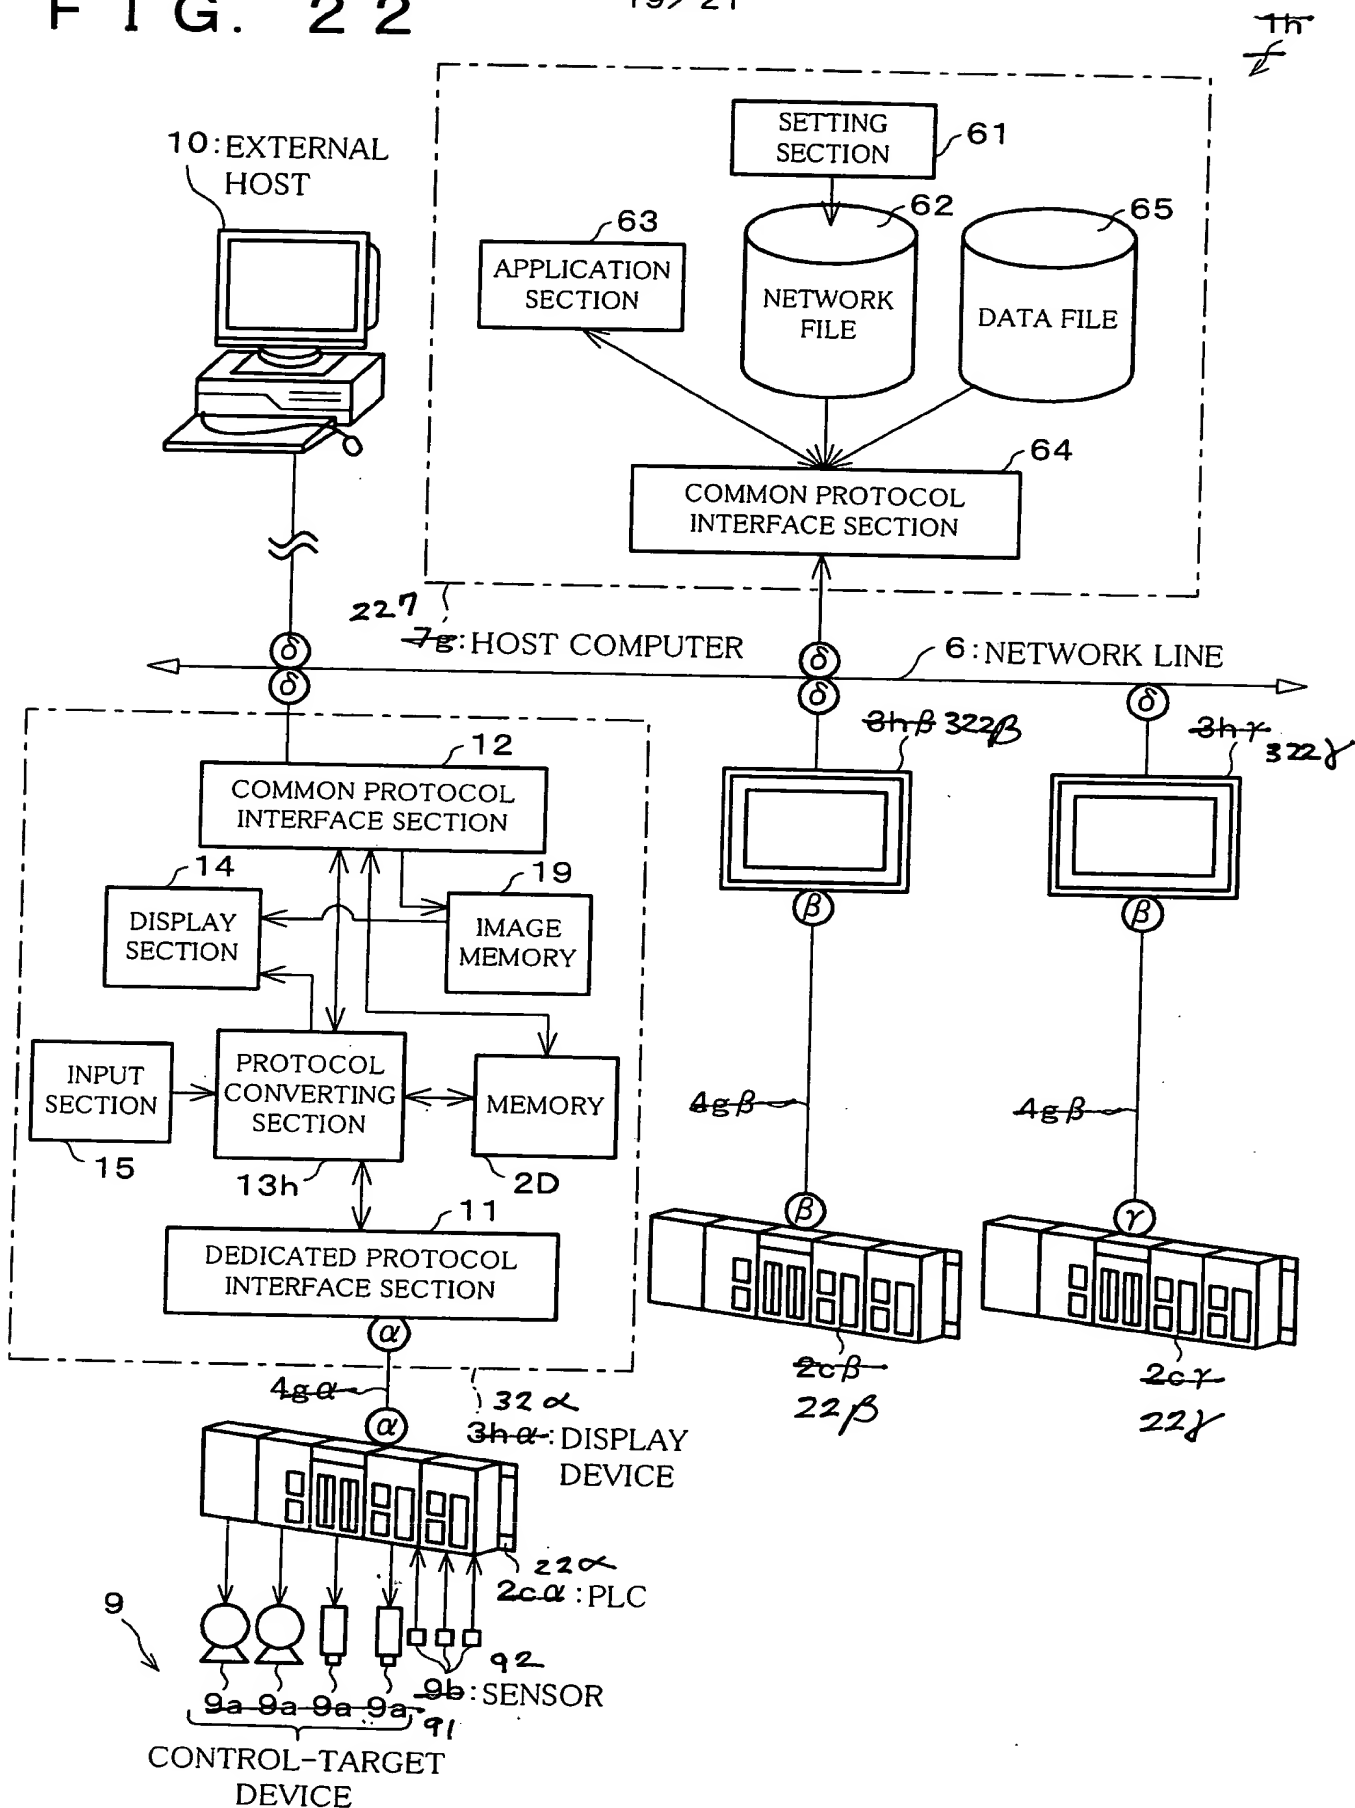 FIG. 22
19/21
1h
10: EXTERNAL
HOST
SETTING
SECTION
61
62
65
63
APPLICATION
SECTION
NETWORK
FILE
DATA FILE
64
COMMON PROTOCOL
INTERFACE SECTION
227
7g: HOST COMPUTER
6: NETWORK LINE
δ
δ
δ
δ
δ
3hβ 322β
3hγ 322γ
12
COMMON PROTOCOL
INTERFACE SECTION
14
19
DISPLAY
SECTION
IMAGE
MEMORY
β
β
INPUT
SECTION
PROTOCOL
CONVERTING
SECTION
MEMORY
4gβ
4gβ
15
13h
2D
11
β
γ
DEDICATED PROTOCOL
INTERFACE SECTION
α
2cβ
22β
2cγ
22γ
4gα
32α
α
3hα: DISPLAY
DEVICE
22α
2cα: PLC
9
92
9b: SENSOR
9a 9a 9a 9a
91
CONTROL-TARGET
DEVICE